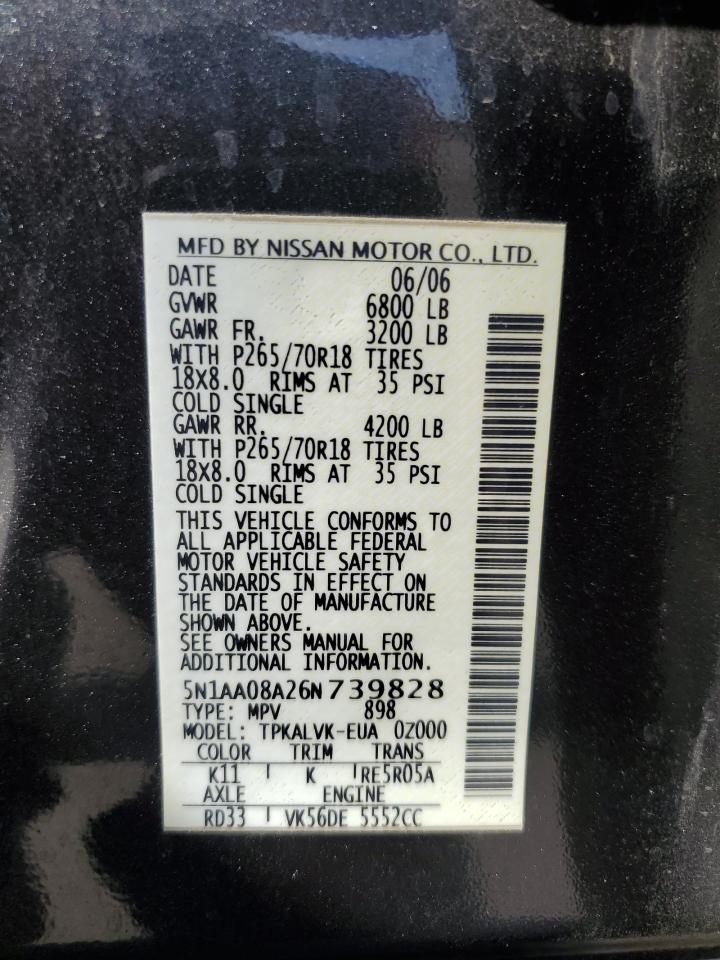 MFD BY NISSAN MOTOR CO., LTD.
DATE 06/06
GVWR 6800 LB
GAWR FR. 3200 LB
WITH P265/70R18 TIRES
18X8.0 RIMS AT 35 PSI
COLD SINGLE
GAWR RR. 4200 LB
WITH P265/70R18 TIRES
18X8.0 RIMS AT 35 PSI
COLD SINGLE
THIS VEHICLE CONFORMS TO
ALL APPLICABLE FEDERAL
MOTOR VEHICLE SAFETY
STANDARDS IN EFFECT ON
THE DATE OF MANUFACTURE
SHOWN ABOVE.
SEE OWNERS MANUAL FOR
ADDITIONAL INFORMATION.
5N1AA08A26N739828
TYPE: MPV 898
MODEL: TPKALVK-EUA 0Z000
COLOR TRIM TRANS
K11 K RE5R05A
AXLE ENGINE
RD33 VK56DE 5552CC